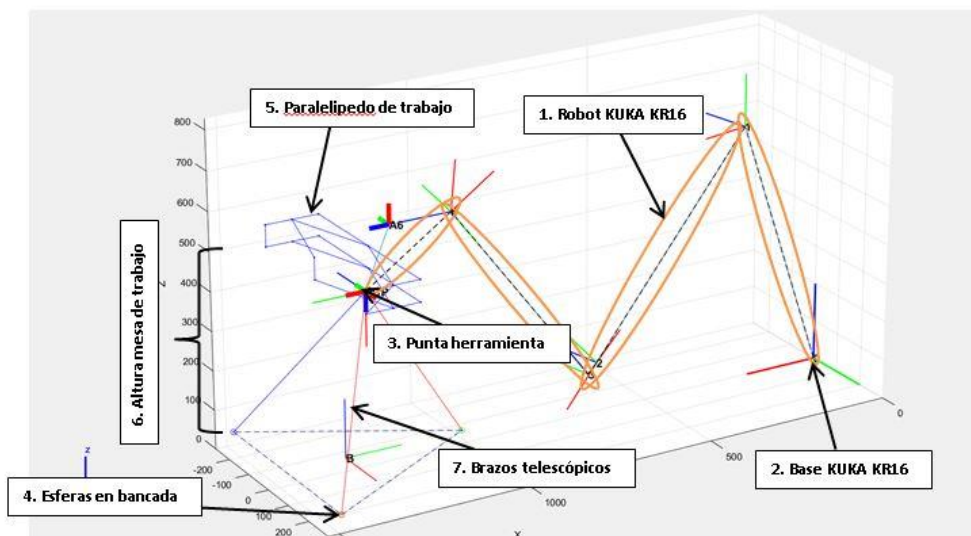 5. Paralelipedo de trabajo
1. Robot KUKA KR16
6. Altura mesa de trabajo
3. Punta herramienta
7. Brazos telescópicos
2. Base KUKA KR16
4. Esferas en bancada
800
700
600
500
400
300
200
100
0
-200
-100
0
100
200
1000
500
0
A6
2
B
z
z
X